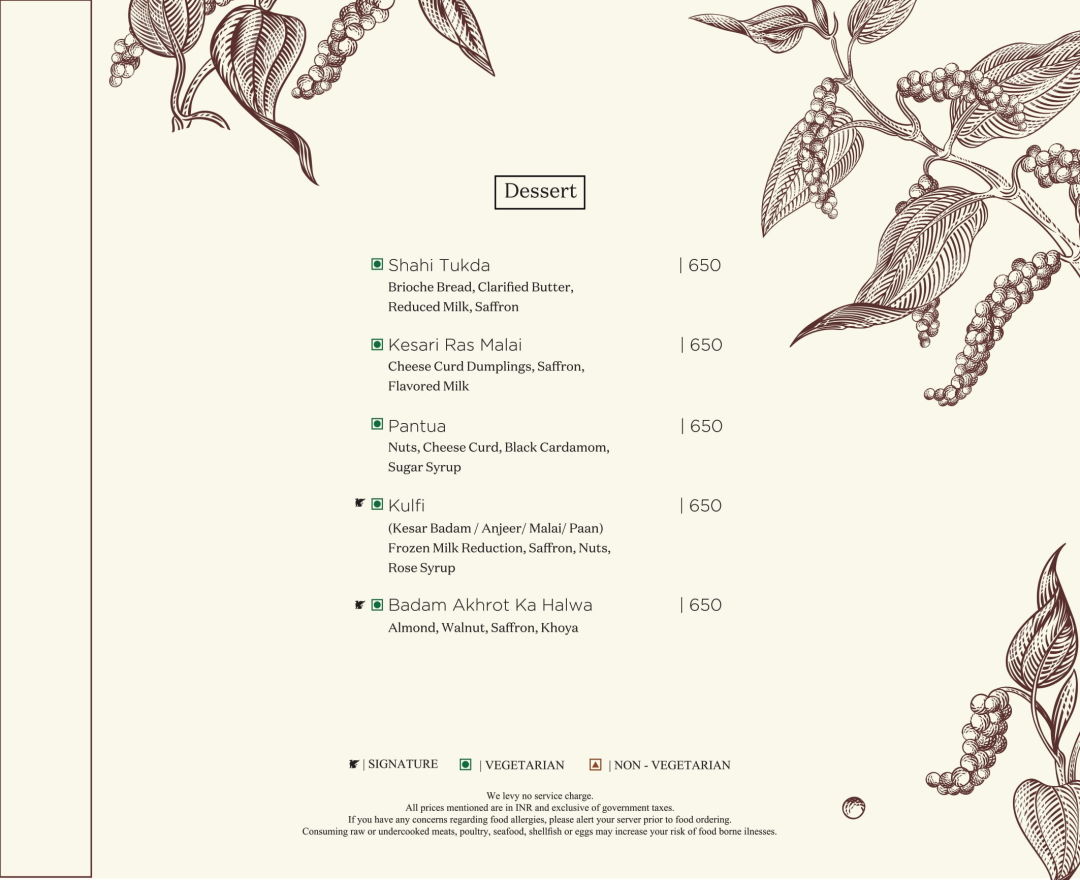 Dessert
Shahi Tukda | 650
Brioche Bread, Clarified Butter,
Reduced Milk, Saffron
Kesari Ras Malai | 650
Cheese Curd Dumplings, Saffron,
Flavored Milk
Pantua | 650
Nuts, Cheese Curd, Black Cardamom,
Sugar Syrup
Kulfi | 650
(Kesar Badam / Anjeer/ Malai/ Paan)
Frozen Milk Reduction, Saffron, Nuts,
Rose Syrup
Badam Akhrot Ka Halwa | 650
Almond, Walnut, Saffron, Khoya
| SIGNATURE | VEGETARIAN | NON - VEGETARIAN
We levy no service charge.
All prices mentioned are in INR and exclusive of government taxes.
If you have any concerns regarding food allergies, please alert your server prior to food ordering.
Consuming raw or undercooked meats, poultry, seafood, shellfish or eggs may increase your risk of food borne ilnesses.